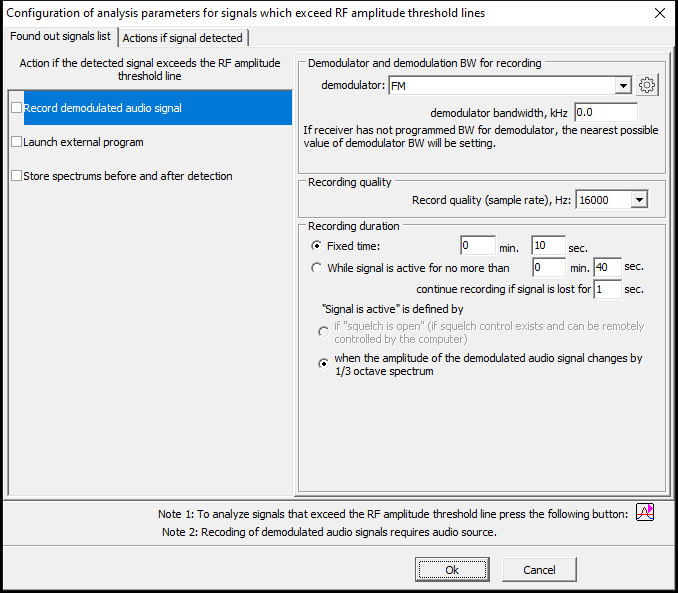 Configuration of analysis parameters for signals which exceed RF amplitude threshold lines
Found out signals list
Actions if signal detected
Action if the detected signal exceeds the RF amplitude
threshold line
Record demodulated audio signal
Launch external program
Store spectrums before and after detection
Demodulator and demodulation BW for recording
demodulator: FM
demodulator bandwidth, kHz 0.0
If receiver has not programmed BW for demodulator, the nearest possible
value of demodulator BW will be setting.
Recording quality
Record quality (sample rate), Hz: 16000
Recording duration
Fixed time: 0 min. 10 sec.
While signal is active for no more than 0 min. 40 sec.
continue recording if signal is lost for 1 sec.
"Signal is active" is defined by
if "squelch is open" (if squelch control exists and can be remotely
controlled by the computer)
when the amplitude of the demodulated audio signal changes by
1/3 octave spectrum
Note 1: To analyze signals that exceed the RF amplitude threshold line press the following button:
Note 2: Recoding of demodulated audio signals requires audio source.
Ok
Cancel